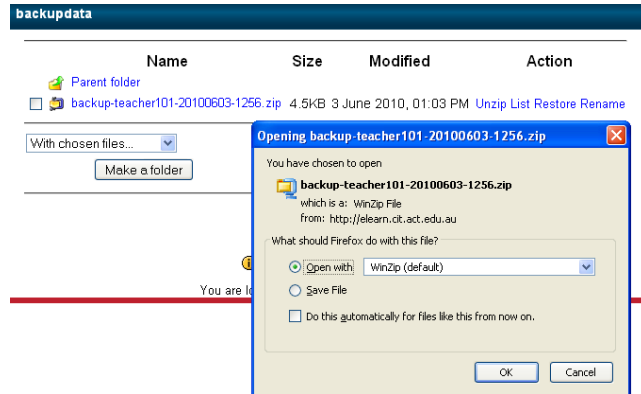 backupdata
Name Size Modified Action
Parent folder
backup-teacher101-20100603-1256.zip 4.5KB 3 June 2010, 01:03 PM Unzip List Restore Rename
With chosen files...
Make a folder
You are
Opening backup-teacher101-20100603-1256.zip
You have chosen to open
backup-teacher101-20100603-1256.zip
which is a: WinZip File
from: http://elearn.cit.act.edu.au
What should Firefox do with this file?
Open with WinZip (default)
Save File
Do this automatically for files like this from now on.
OK Cancel